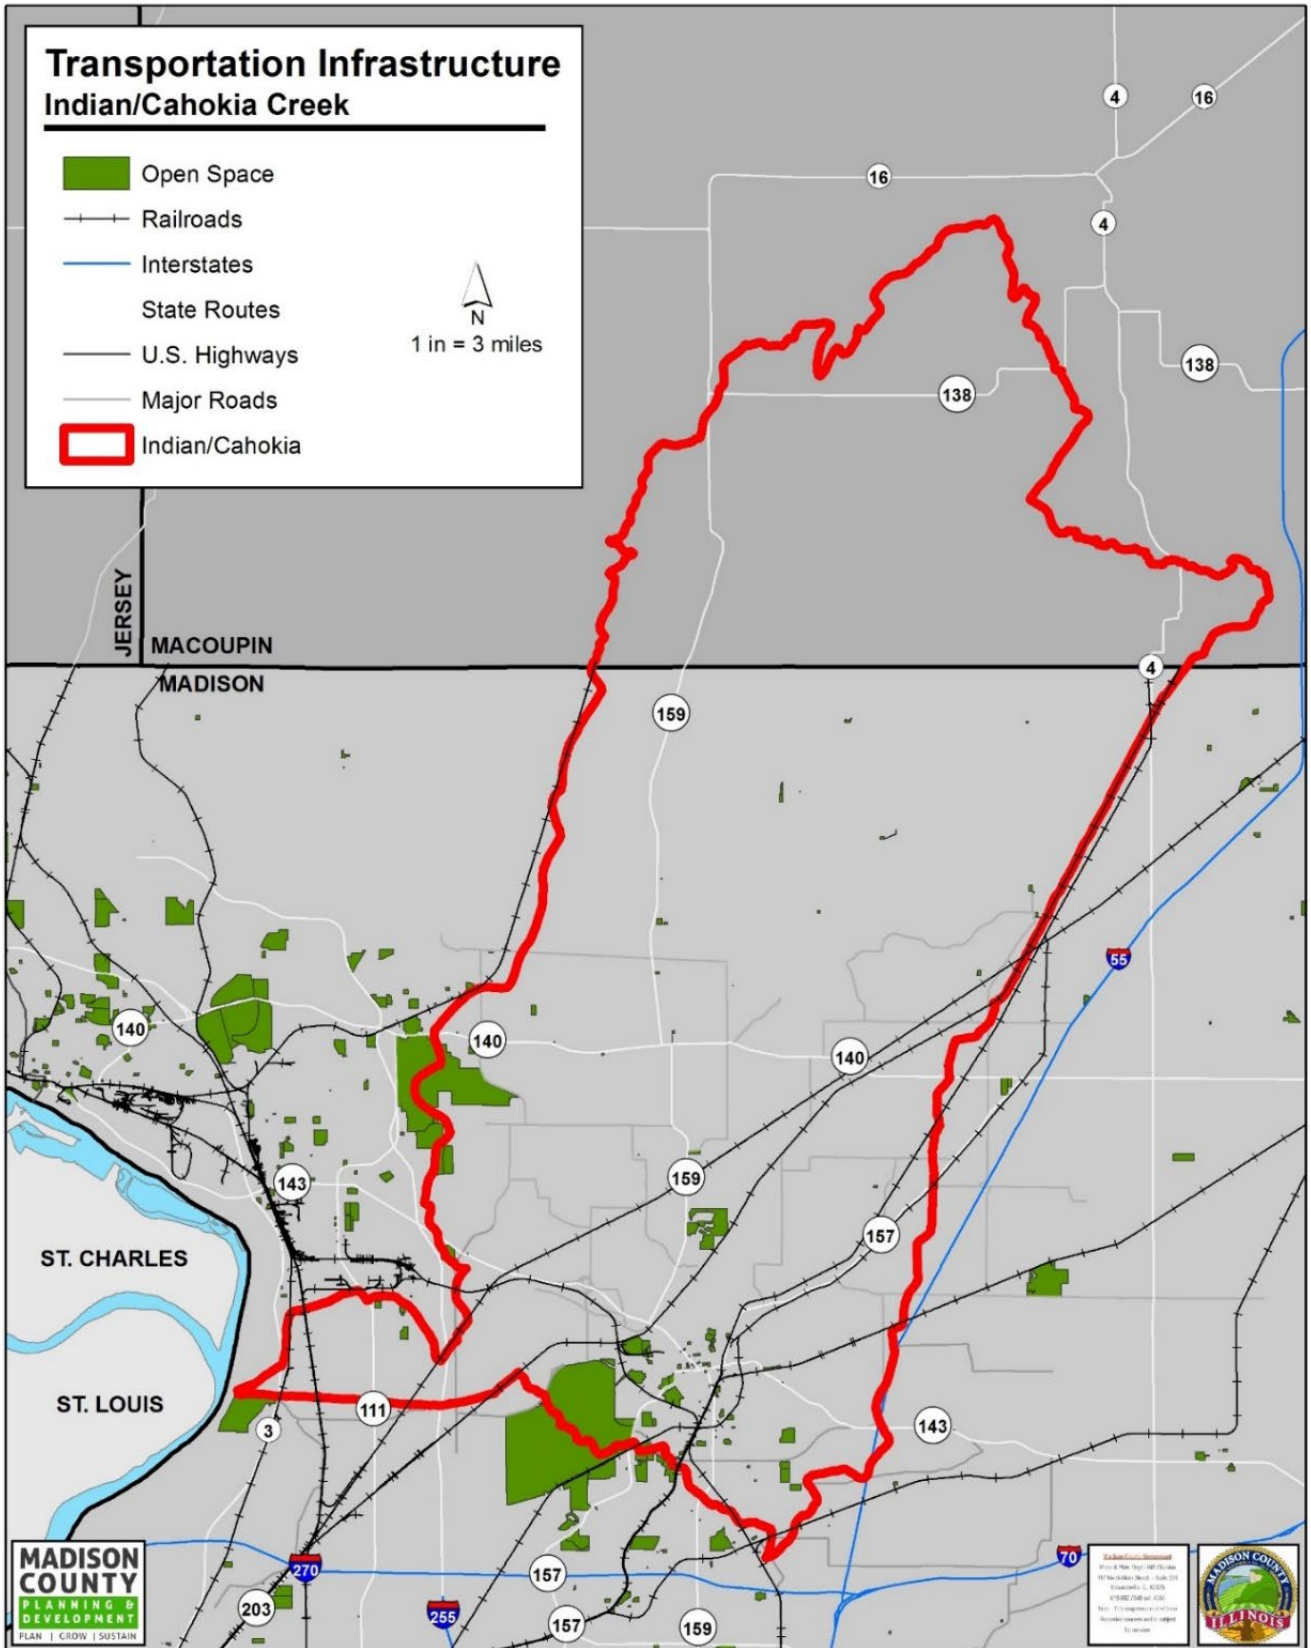 Transportation Infrastructure
Indian/Cahokia Creek
Open Space
Railroads
Interstates
State Routes
U.S. Highways
Major Roads
Indian/Cahokia
N
1 in = 3 miles
4
16
16
4
138
138
JERSEY
MACOUPIN
MADISON
4
159
55
140
140
140
159
143
157
ST. CHARLES
ST. LOUIS
111
3
143
MADISON
COUNTY
PLANNING &
DEVELOPMENT
PLAN | GROW | SUSTAIN
270
203
255
157
157
159
70
Madison County Government
MADISON COUNTY
ILLINOIS